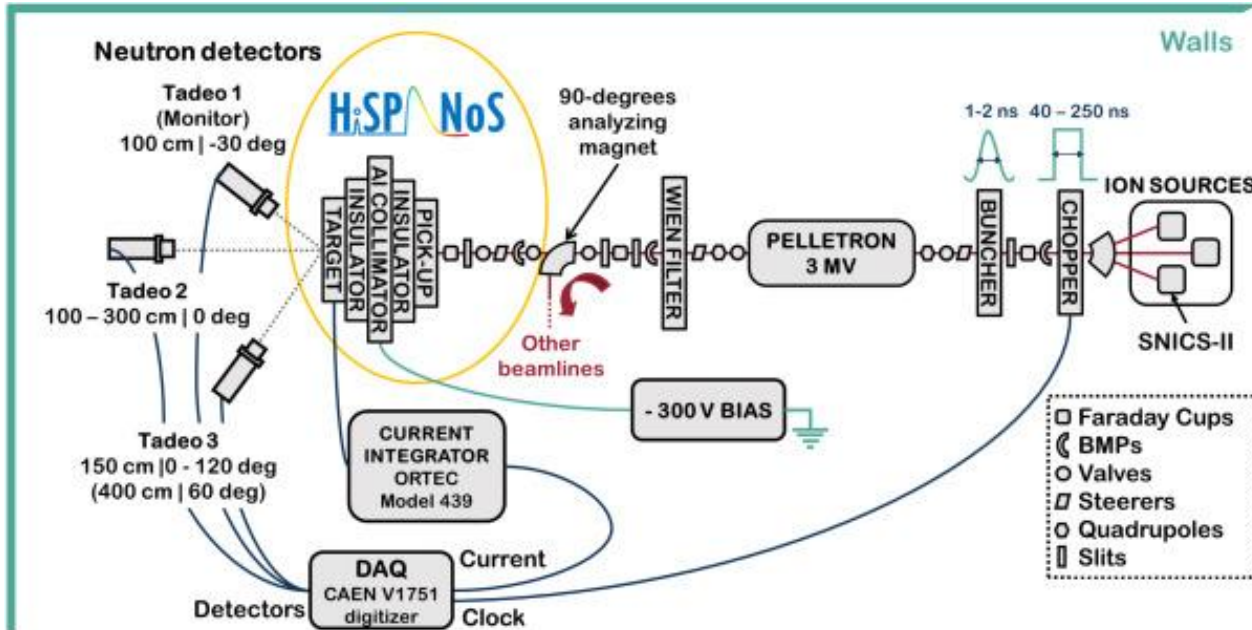 Walls
Neutron detectors
Tadeo 1
(Monitor)
100 cm | -30 deg
HiSPANoS
90-degrees
analyzing
magnet
1-2 ns
40 – 250 ns
ION SOURCES
TARGET
INSULATOR
Al COLLIMATOR
INSULATOR
PICK-UP
WIEN FILTER
PELLETRON
3 MV
BUNCHER
CHOPPER
SNICS-II
Tadeo 2
100 – 300 cm | 0 deg
Other
beamlines
Tadeo 3
150 cm |0 - 120 deg
(400 cm | 60 deg)
CURRENT
INTEGRATOR
ORTEC
Model 439
- 300 V BIAS
Faraday Cups
BMPs
Valves
Steerers
Quadrupoles
Slits
DAQ
CAEN V1751
digitizer
Current
Detectors
Clock